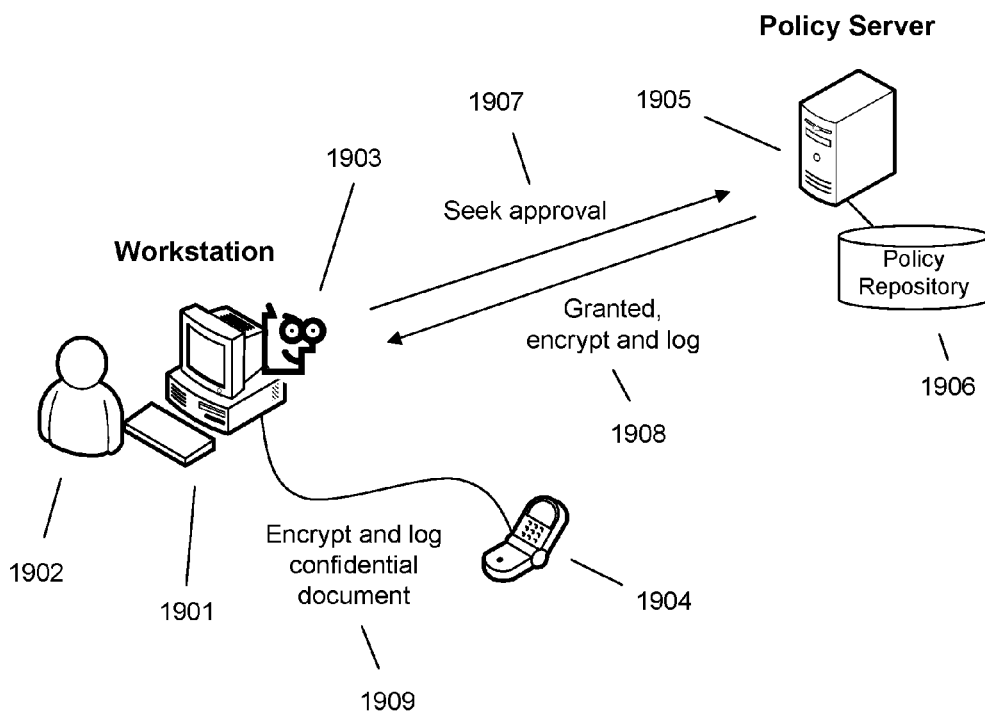 Policy Server
1907
1905
1903
Seek approval
Workstation
Policy
Repository
Granted,
encrypt and log
1906
1908
Encrypt and log
confidential
document
1902
1901
1904
1909